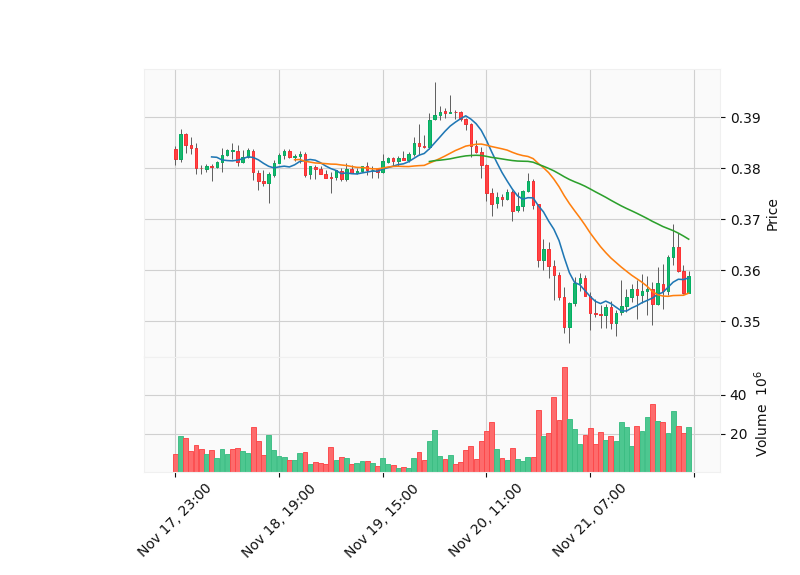 0.39
0.38
0.37
0.36
0.35
Price
40
20
Volume 10^6
Nov 17, 23:00
Nov 18, 19:00
Nov 19, 15:00
Nov 20, 11:00
Nov 21, 07:00